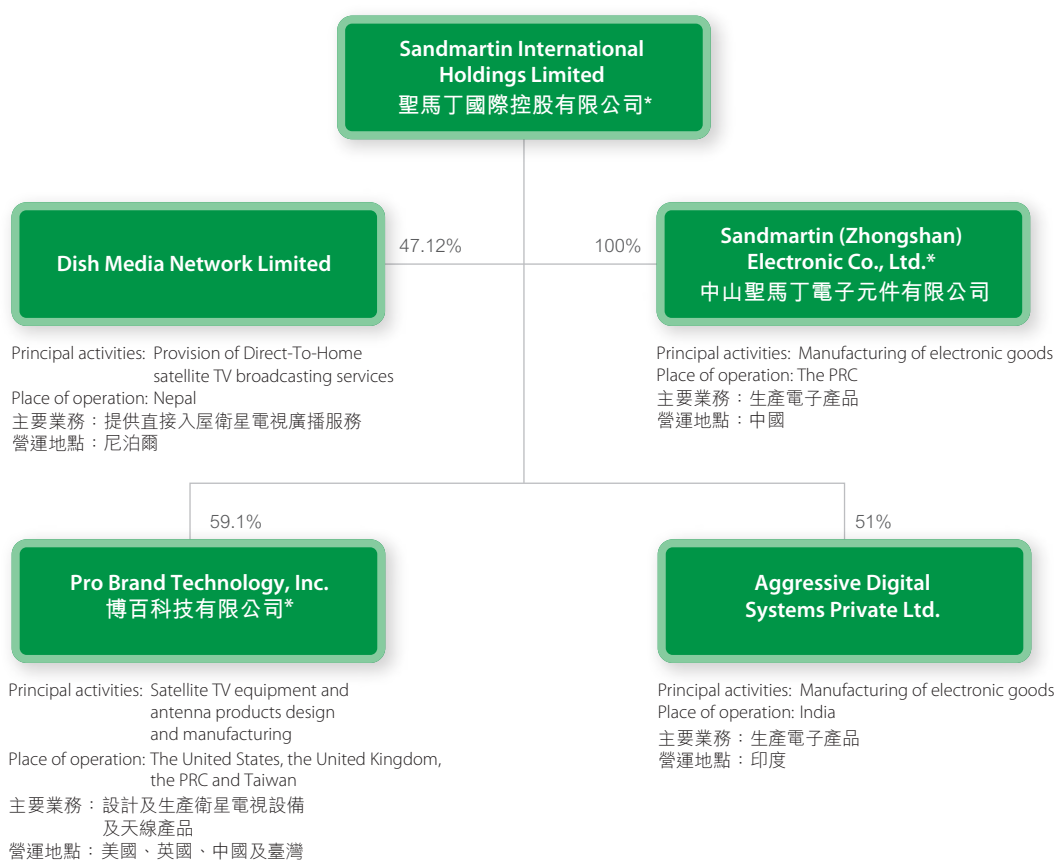 Sandmartin International
Holdings Limited
聖馬丁國際控股有限公司*
47.12%
100%
Dish Media Network Limited
Principal activities: Provision of Direct-To-Home
satellite TV broadcasting services
Place of operation: Nepal
主要業務：提供直接入屋衛星電視廣播服務
營運地點：尼泊爾
Sandmartin (Zhongshan)
Electronic Co., Ltd.*
中山聖馬丁電子元件有限公司
Principal activities: Manufacturing of electronic goods
Place of operation: The PRC
主要業務：生產電子產品
營運地點：中國
59.1%
51%
Pro Brand Technology, Inc.
博百科技有限公司*
Principal activities: Satellite TV equipment and
antenna products design
and manufacturing
Place of operation: The United States, the United Kingdom,
the PRC and Taiwan
主要業務：設計及生產衛星電視設備
及天線產品
營運地點：美國、英國、中國及臺灣
Aggressive Digital
Systems Private Ltd.
Principal activities: Manufacturing of electronic goods
Place of operation: India
主要業務：生產電子產品
營運地點：印度